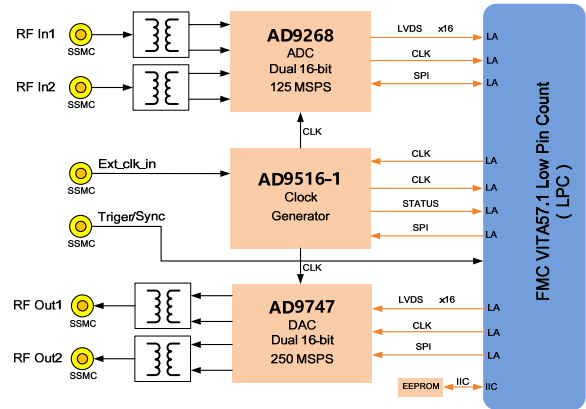 RF In1
SSMC
RF In2
SSMC
AD9268
ADC
Dual 16-bit
125 MSPS
LVDS x16 LA
CLK LA
SPI LA
CLK
Ext_clk_in
SSMC
Triger/Sync
SSMC
AD9516-1
Clock
Generator
CLK LA
CLK LA
STATUS LA
SPI LA
CLK
RF Out1
SSMC
RF Out2
SSMC
AD9747
DAC
Dual 16-bit
250 MSPS
LVDS x16 LA
CLK LA
SPI LA
EEPROM IIC IIC
FMC VITA57.1 Low Pin Count
( LPC )